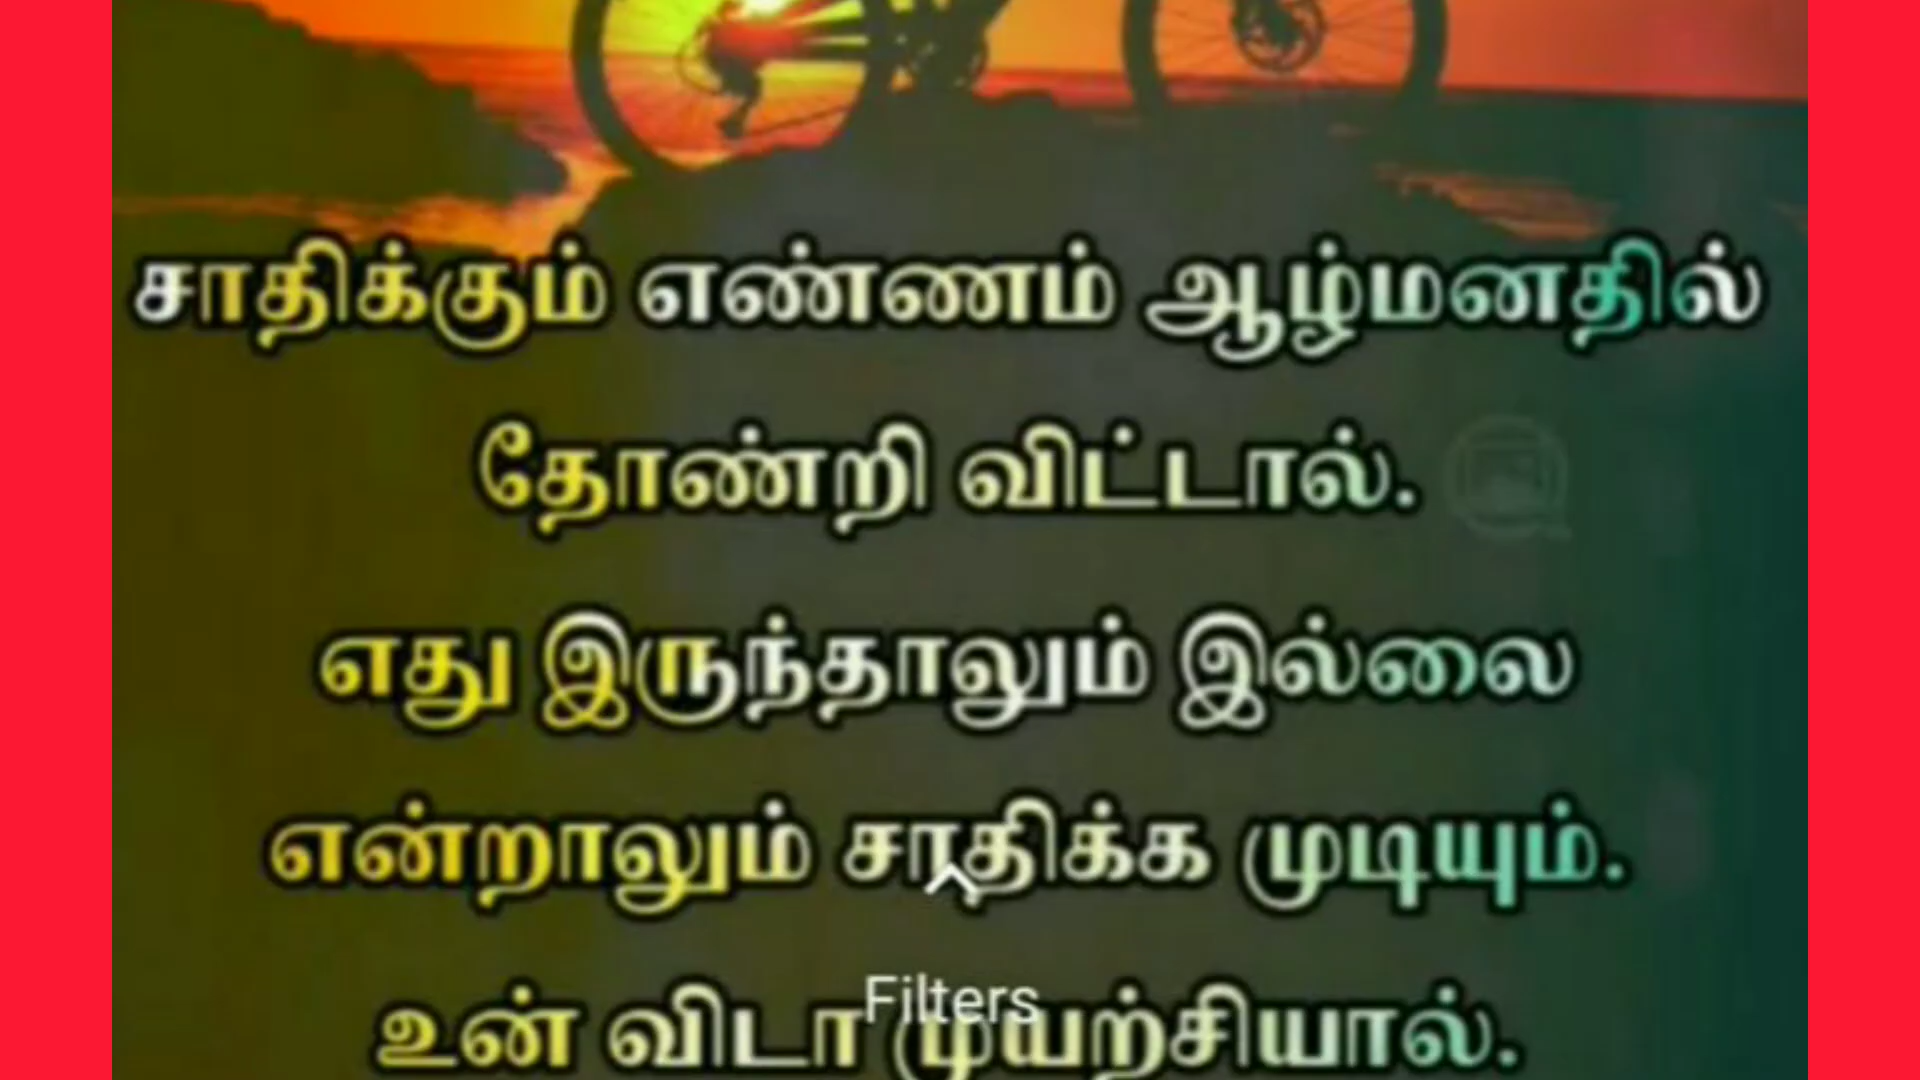 சாதிக்கும் எண்ணம் ஆழ்மனதில்
தோண்றி விட்டால்.
எது இருந்தாலும் இல்லை
என்றாலும் சாதிக்க முடியும்.
Filters
உன் விடா முயற்சியால்.